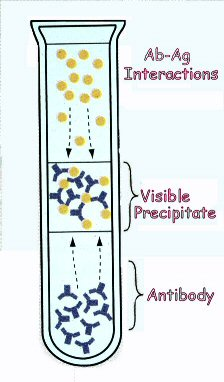 Ab-Ag
Interactions
Visible
Precipitate
Antibody